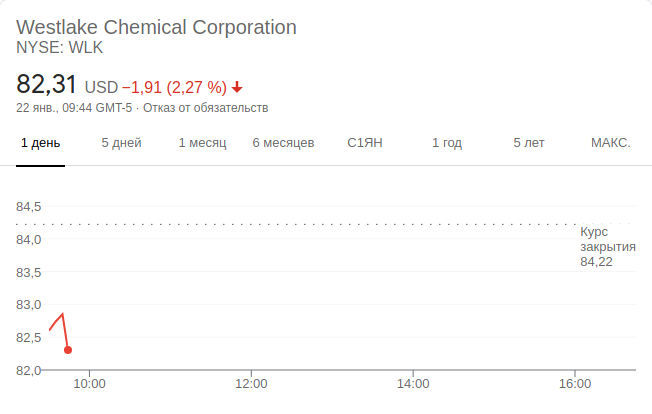 Westlake Chemical Corporation
NYSE: WLK
82,31 USD −1,91 (2,27 %)
22 янв., 09:44 GMT-5 · Отказ от обязательств
1 день 5 дней 1 месяц 6 месяцев С1ЯН 1 год 5 лет МАКС.
84,5
84,0
83,5
83,0
82,5
82,0
Курс
закрытия
84,22
10:00 12:00 14:00 16:00